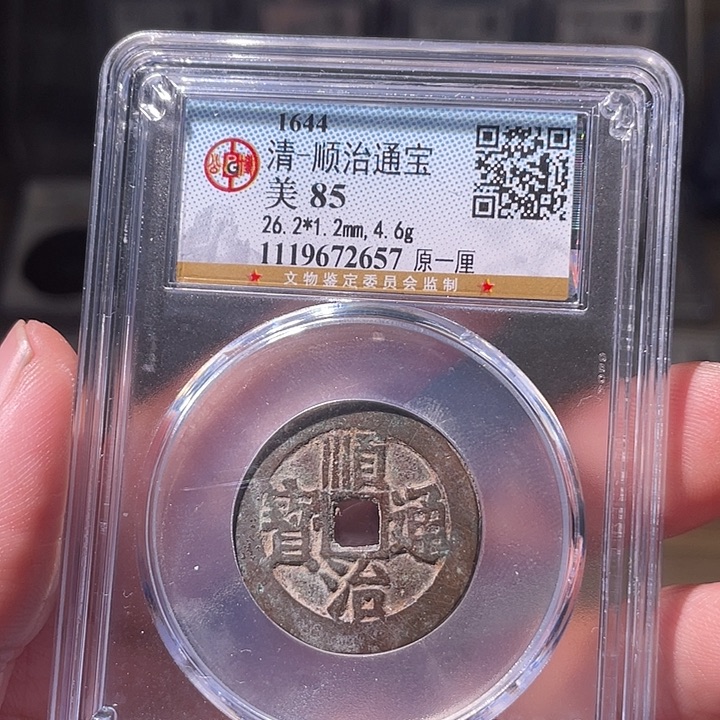 1644
清-顺治通宝
美 85
26.2*1.2mm,4.6g
1119672657 原一厘
文物鉴定委员会监制
順治通寳